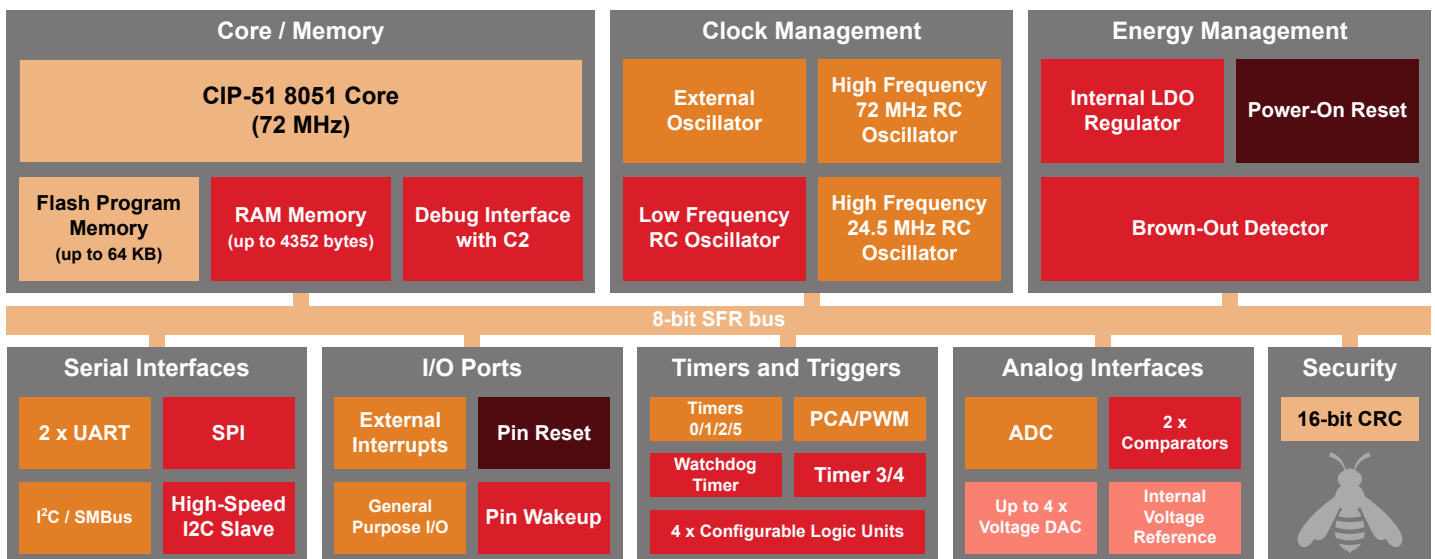 Core / Memory
CIP-51 8051 Core
(72 MHz)
Flash Program
Memory
(up to 64 KB)
RAM Memory
(up to 4352 bytes)
Debug Interface
with C2
Clock Management
External
Oscillator
High Frequency
72 MHz RC
Oscillator
Low Frequency
RC Oscillator
High Frequency
24.5 MHz RC
Oscillator
Energy Management
Internal LDO
Regulator
Power-On Reset
Brown-Out Detector
8-bit SFR bus
Serial Interfaces
2 x UART
SPI
I²C / SMBus
High-Speed
I2C Slave
I/O Ports
External
Interrupts
Pin Reset
General
Purpose I/O
Pin Wakeup
Timers and Triggers
Timers
0/1/2/5
PCA/PWM
Watchdog
Timer
Timer 3/4
4 x Configurable Logic Units
Analog Interfaces
ADC
2 x
Comparators
Up to 4 x
Voltage DAC
Internal
Voltage
Reference
Security
16-bit CRC